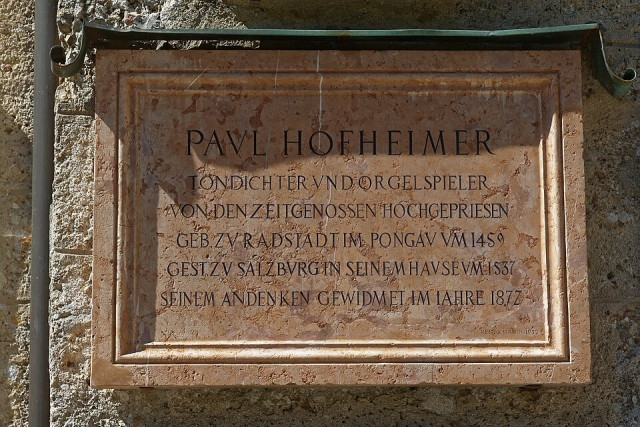 PAVL HOFHEIMER
TONDICHTER VND ORGELSPIELER
VON DEN ZEITGENOSSEN HOCHGEPRIESEN
GEB. ZV RADSTADT IM PONGAV VM 1459
GEST. ZV SALZBVRG IN SEINEM HAVSE VM 1537
SEINEM ANDENKEN GEWIDMET IM IAHRE 1872